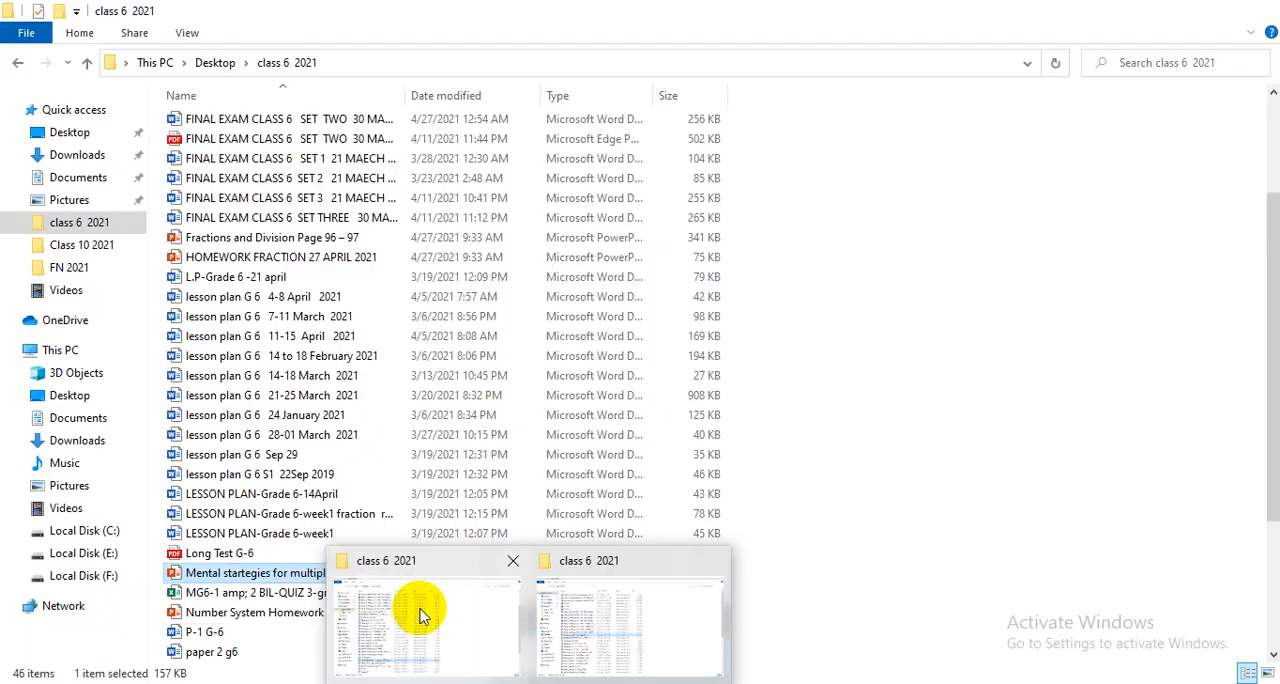 class 6 2021
File Home Share View
This PC Desktop class 6 2021 Search class 6 2021
Name Date modified Type Size
Quick access
Desktop
Downloads
Documents
Pictures
class 6 2021
Class 10 2021
FN 2021
Videos
OneDrive
This PC
3D Objects
Desktop
Documents
Downloads
Music
Pictures
Videos
Local Disk (C:)
Local Disk (E:)
Local Disk (F:)
Network
FINAL EXAM CLASS 6 SET TWO 30 MA... 4/27/2021 12:54 AM Microsoft Word D... 256 KB
FINAL EXAM CLASS 6 SET TWO 30 MA... 4/11/2021 11:44 PM Microsoft Edge P... 502 KB
FINAL EXAM CLASS 6 SET 1 21 MAECH ... 3/28/2021 12:30 AM Microsoft Word D... 104 KB
FINAL EXAM CLASS 6 SET 2 21 MAECH ... 3/23/2021 2:48 AM Microsoft Word D... 85 KB
FINAL EXAM CLASS 6 SET 3 21 MAECH ... 4/11/2021 10:41 PM Microsoft Word D... 255 KB
FINAL EXAM CLASS 6 SET THREE 30 MA... 4/11/2021 11:12 PM Microsoft Word D... 265 KB
Fractions and Division Page 96 – 97 4/27/2021 9:33 AM Microsoft PowerP... 341 KB
HOMEWORK FRACTION 27 APRIL 2021 4/27/2021 9:33 AM Microsoft PowerP... 75 KB
L.P-Grade 6 -21 april 3/19/2021 12:09 PM Microsoft Word D... 79 KB
lesson plan G 6 4-8 April 2021 4/5/2021 7:57 AM Microsoft Word D... 42 KB
lesson plan G 6 7-11 March 2021 3/6/2021 8:56 PM Microsoft Word D... 98 KB
lesson plan G 6 11-15 April 2021 4/5/2021 8:08 AM Microsoft Word D... 169 KB
lesson plan G 6 14 to 18 February 2021 3/6/2021 8:06 PM Microsoft Word D... 194 KB
lesson plan G 6 14-18 March 2021 3/13/2021 10:45 PM Microsoft Word D... 27 KB
lesson plan G 6 21-25 March 2021 3/20/2021 8:32 PM Microsoft Word D... 908 KB
lesson plan G 6 24 January 2021 3/6/2021 8:34 PM Microsoft Word D... 125 KB
lesson plan G 6 28-01 March 2021 3/27/2021 10:15 PM Microsoft Word D... 40 KB
lesson plan G 6 Sep 29 3/19/2021 12:31 PM Microsoft Word D... 35 KB
lesson plan G 6 S1 22Sep 2019 3/19/2021 12:32 PM Microsoft Word D... 46 KB
LESSON PLAN-Grade 6-14April 3/19/2021 12:05 PM Microsoft Word D... 43 KB
LESSON PLAN-Grade 6-week1 fraction r... 3/19/2021 12:15 PM Microsoft Word D... 78 KB
LESSON PLAN-Grade 6-week1 3/19/2021 12:07 PM Microsoft Word D... 45 KB
Long Test G-6
Mental startegies for multipl
MG6-1 amp; 2 BIL-QUIZ 3-g
Number System Homework
P-1 G-6
paper 2 g6
class 6 2021 class 6 2021
Activate Windows
Go to Settings to activate Windows.
46 items 1 item selected 157 KB